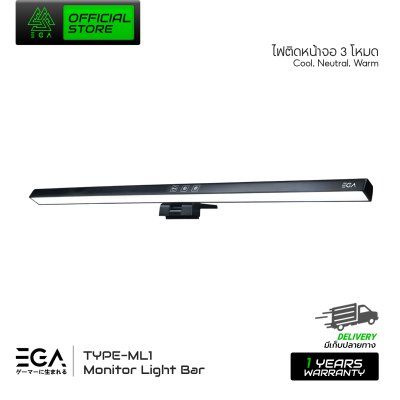 EGA
OFFICIAL
STORE
ไฟติดหน้าจอ 3 โหมด
Cool, Neutral, Warm
EGA
EGA
ゲーマーに生まれる
TYPE-ML1
Monitor Light Bar
DELIVERY
มีเก็บปลายทาง
1 YEARS
WARRANTY